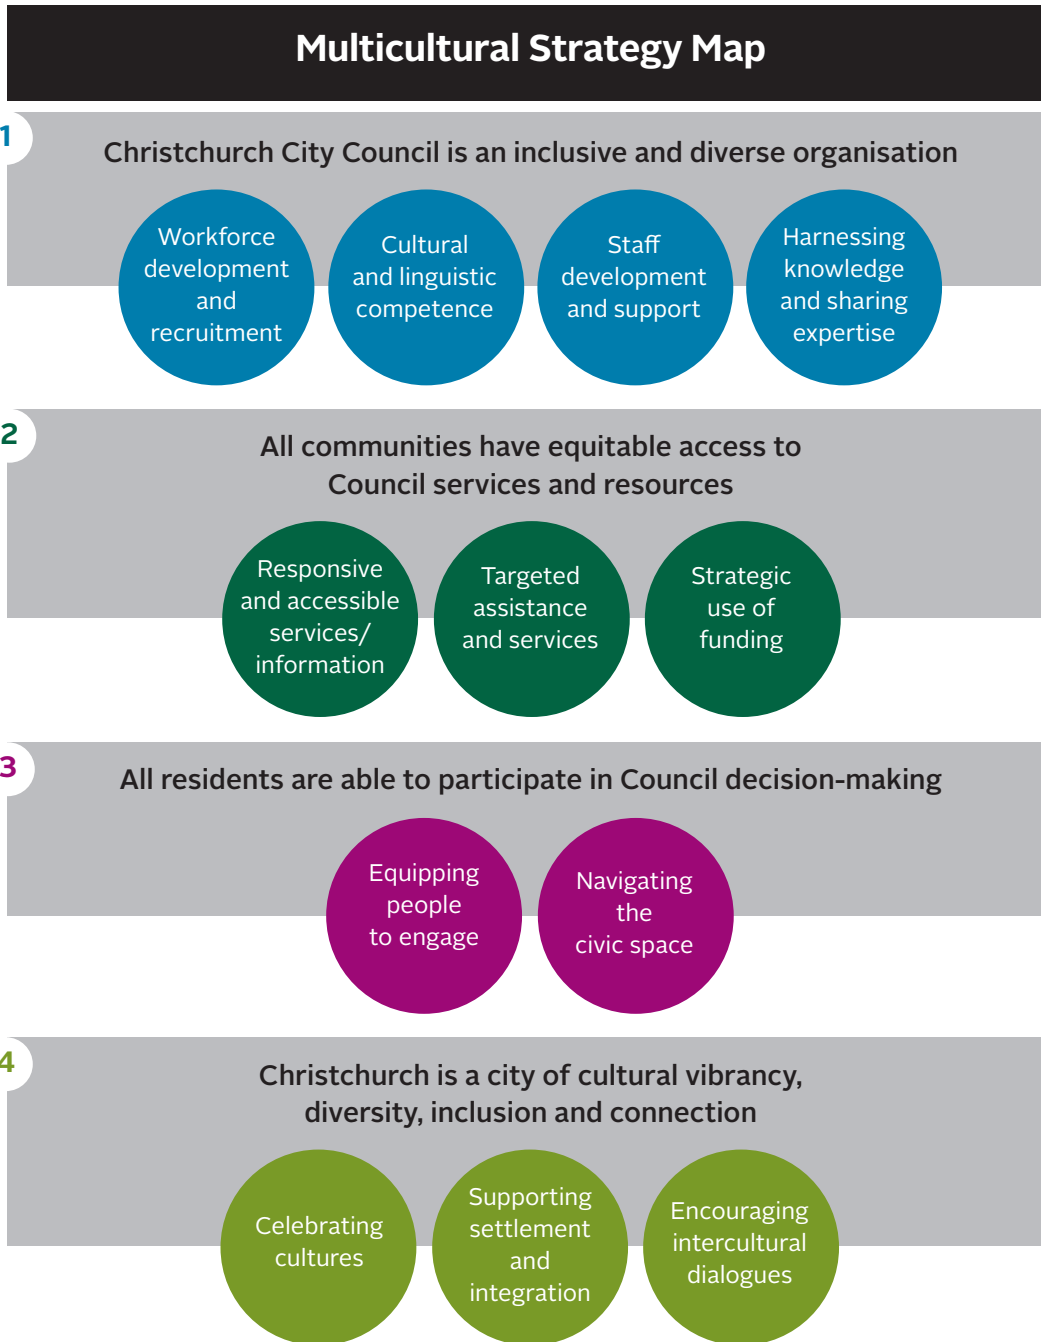 Multicultural Strategy Map
1
Christchurch City Council is an inclusive and diverse organisation
Workforce
development
and
recruitment
Cultural
and linguistic
competence
Staff
development
and support
Harnessing
knowledge
and sharing
expertise
2
All communities have equitable access to
Council services and resources
Responsive
and accessible
services/
information
Targeted
assistance
and services
Strategic
use of
funding
3
All residents are able to participate in Council decision-making
Equipping
people
to engage
Navigating
the
civic space
4
Christchurch is a city of cultural vibrancy,
diversity, inclusion and connection
Celebrating
cultures
Supporting
settlement
and
integration
Encouraging
intercultural
dialogues